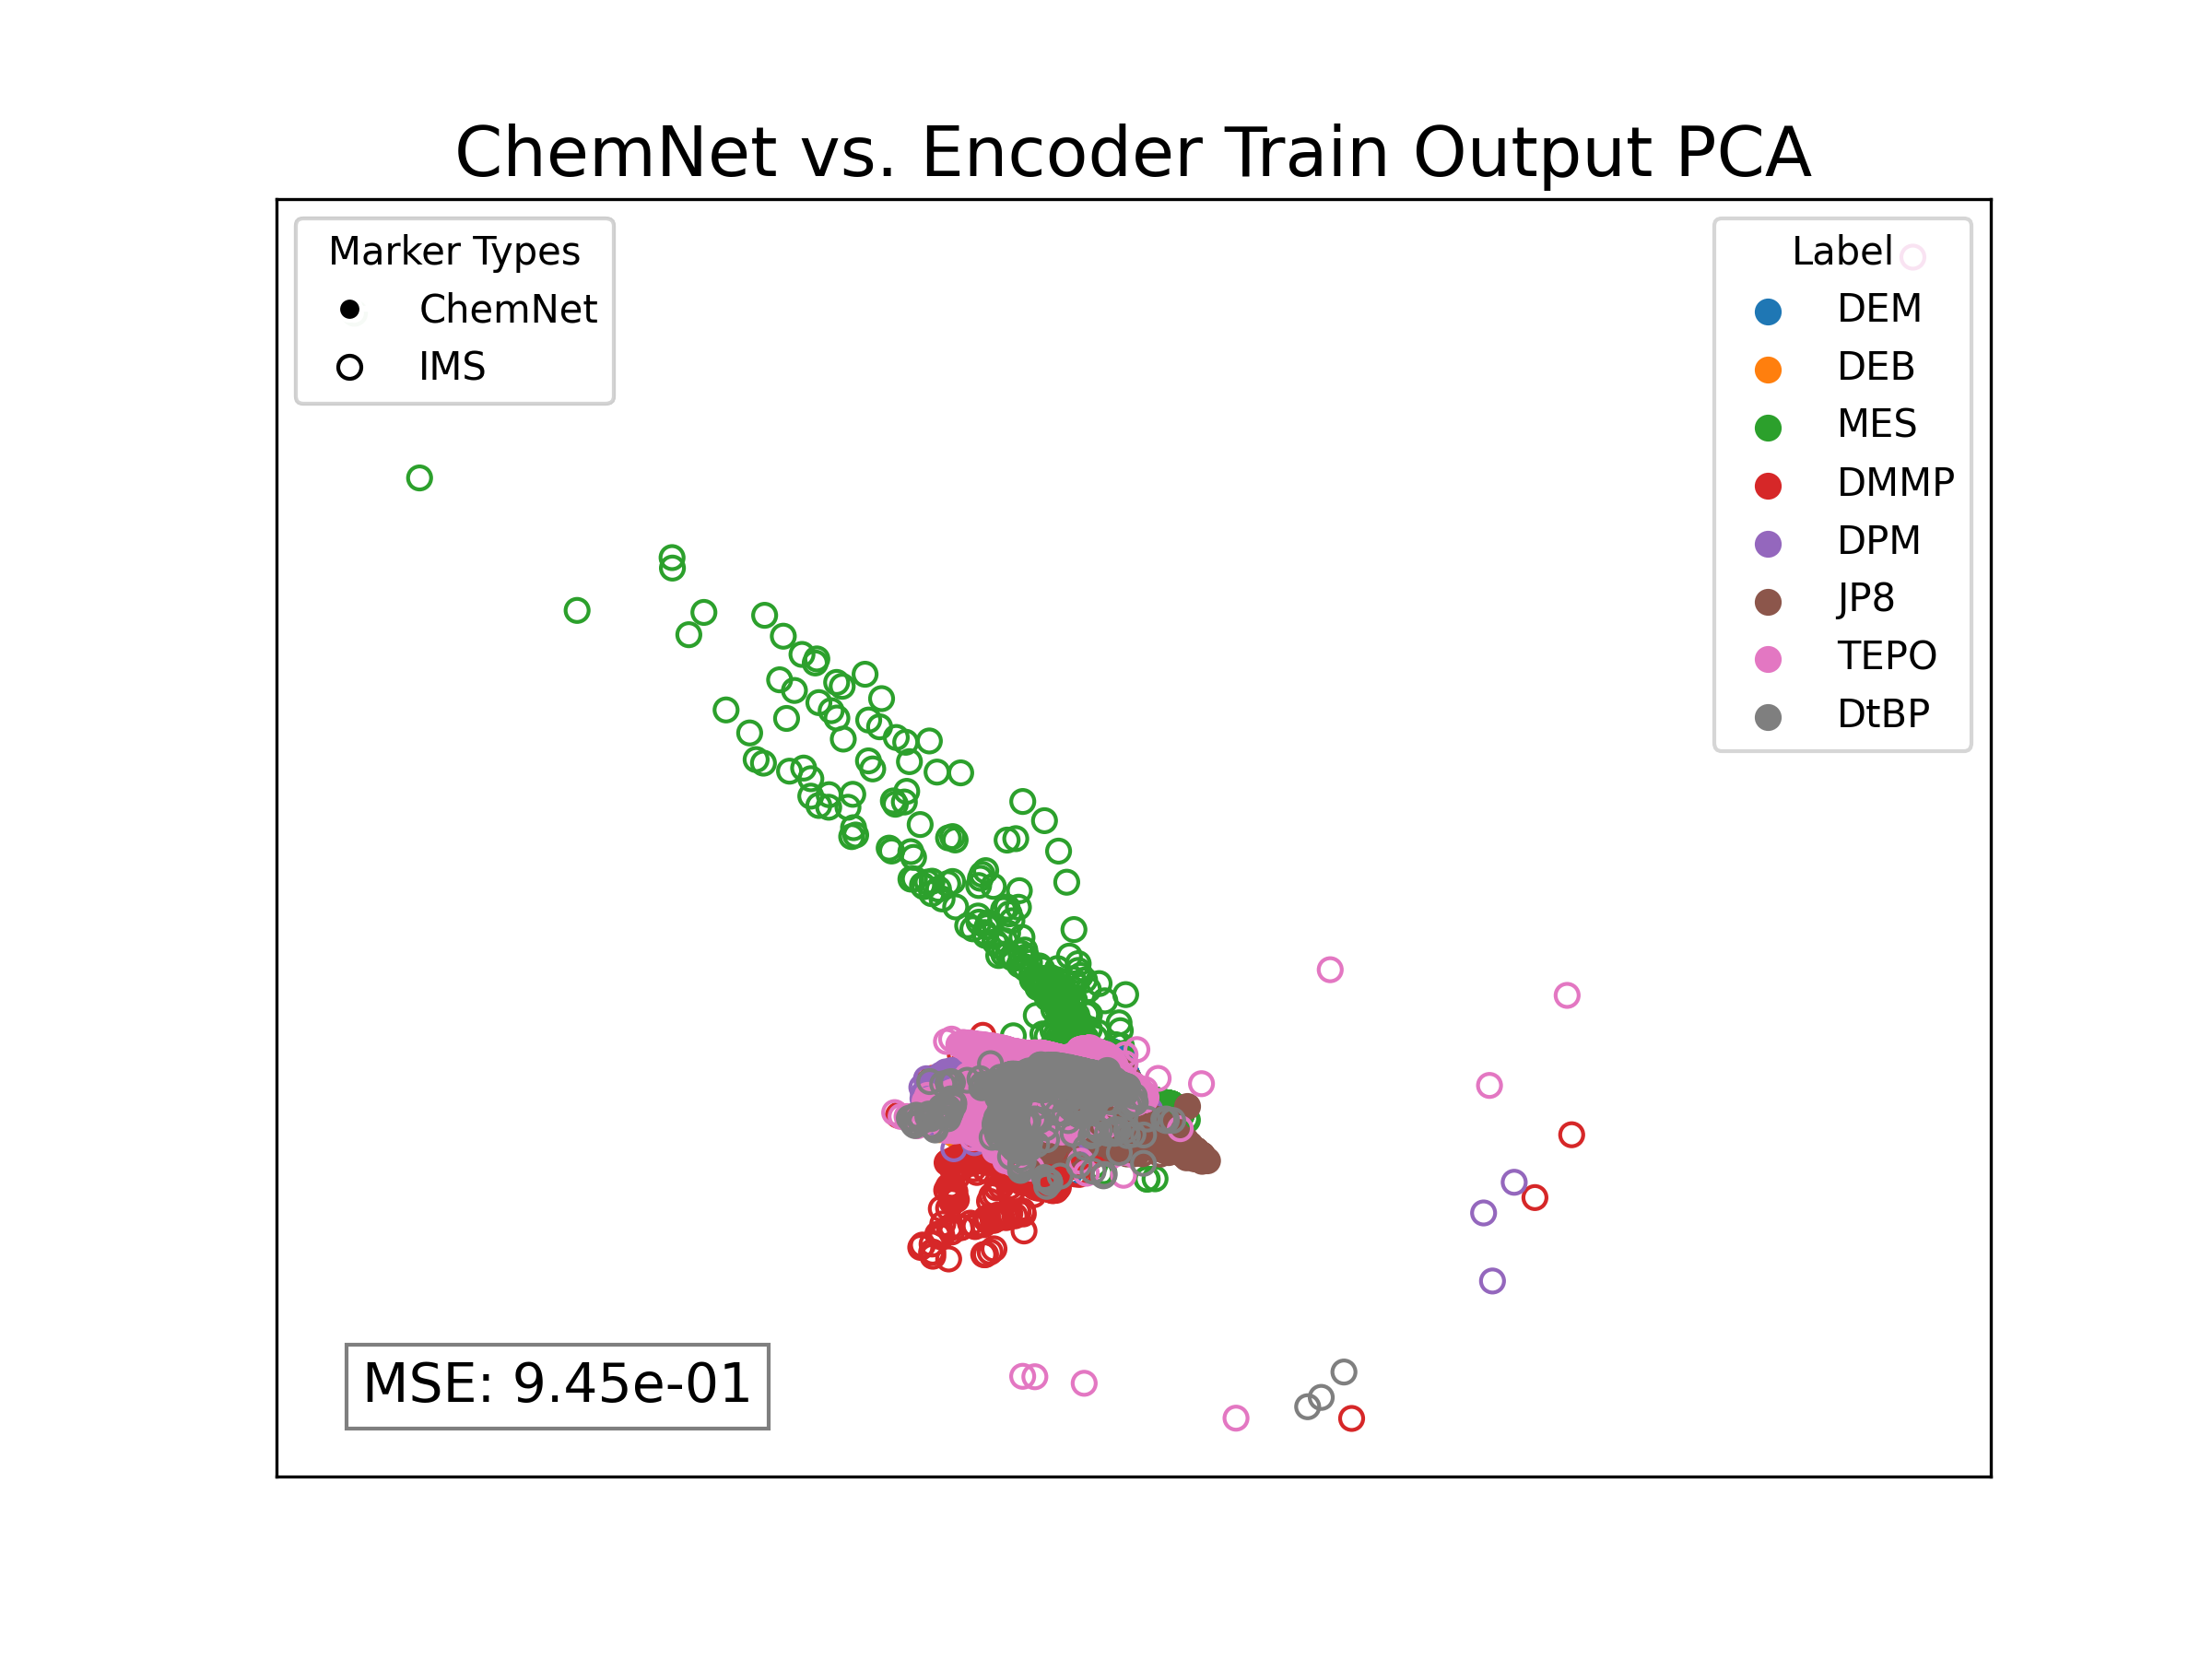 ChemNet vs. Encoder Train Output PCA
Marker Types
ChemNet
IMS
Label
DEM
DEB
MES
DMMP
DPM
JP8
TEPO
DtBP
MSE: 9.45e-01